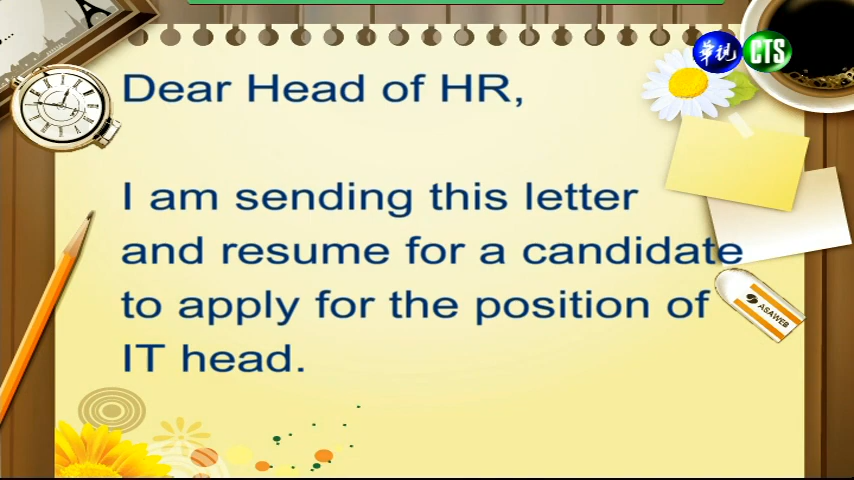 華視 CTS
Dear Head of HR,
I am sending this letter
and resume for a candidate
to apply for the position of
IT head.
ASAWEB